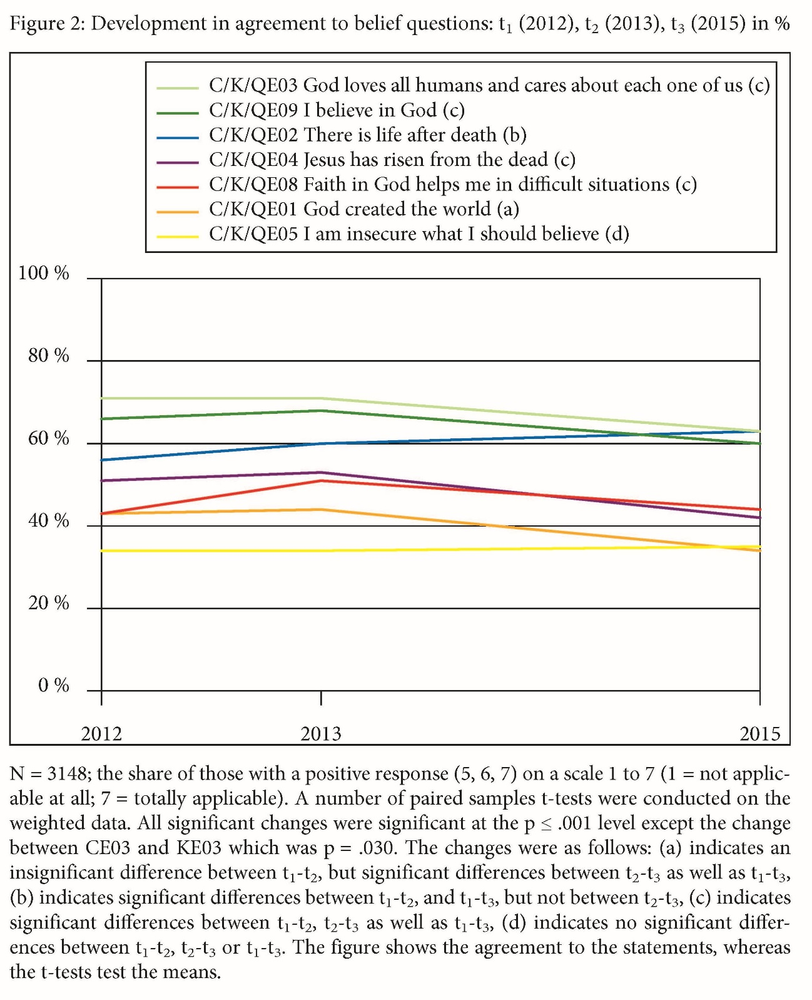 Figure 2: Development in agreement to belief questions: t₁ (2012), t₂ (2013), t₃ (2015) in %
C/K/QE03 God loves all humans and cares about each one of us (c)
C/K/QE09 I believe in God (c)
C/K/QE02 There is life after death (b)
C/K/QE04 Jesus has risen from the dead (c)
C/K/QE08 Faith in God helps me in difficult situations (c)
C/K/QE01 God created the world (a)
C/K/QE05 I am insecure what I should believe (d)
100 %
80 %
60 %
40 %
20 %
0 %
2012 2013 2015
N = 3148; the share of those with a positive response (5, 6, 7) on a scale 1 to 7 (1 = not applic-
able at all; 7 = totally applicable). A number of paired samples t-tests were conducted on the
weighted data. All significant changes were significant at the p ≤ .001 level except the change
between CE03 and KE03 which was p = .030. The changes were as follows: (a) indicates an
insignificant difference between t₁-t₂, but significant differences between t₂-t₃ as well as t₁-t₃,
(b) indicates significant differences between t₁-t₂, and t₁-t₃, but not between t₂-t₃, (c) indicates
significant differences between t₁-t₂, t₂-t₃ as well as t₁-t₃, (d) indicates no significant differ-
ences between t₁-t₂, t₂-t₃ or t₁-t₃. The figure shows the agreement to the statements, whereas
the t-tests test the means.